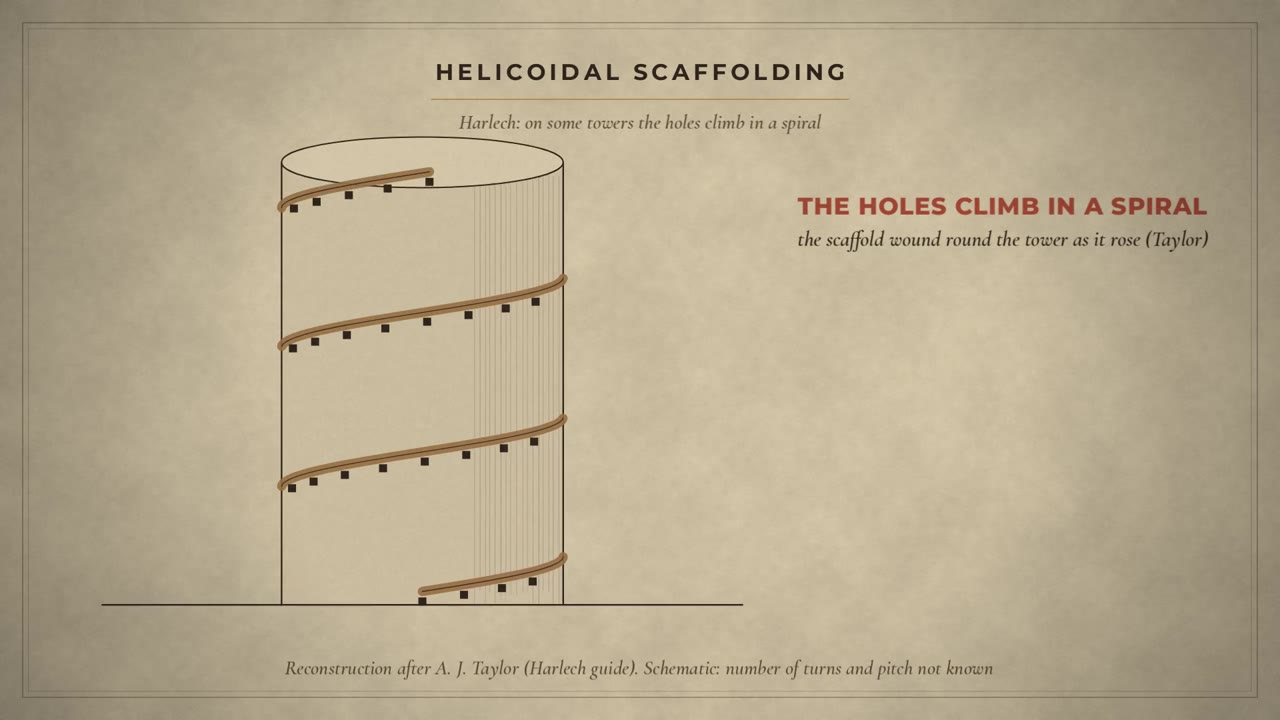 HELICOIDAL SCAFFOLDING
Harlech: on some towers the holes climb in a spiral
THE HOLES CLIMB IN A SPIRAL
the scaffold wound round the tower as it rose (Taylor)
Reconstruction after A. J. Taylor (Harlech guide). Schematic: number of turns and pitch not known